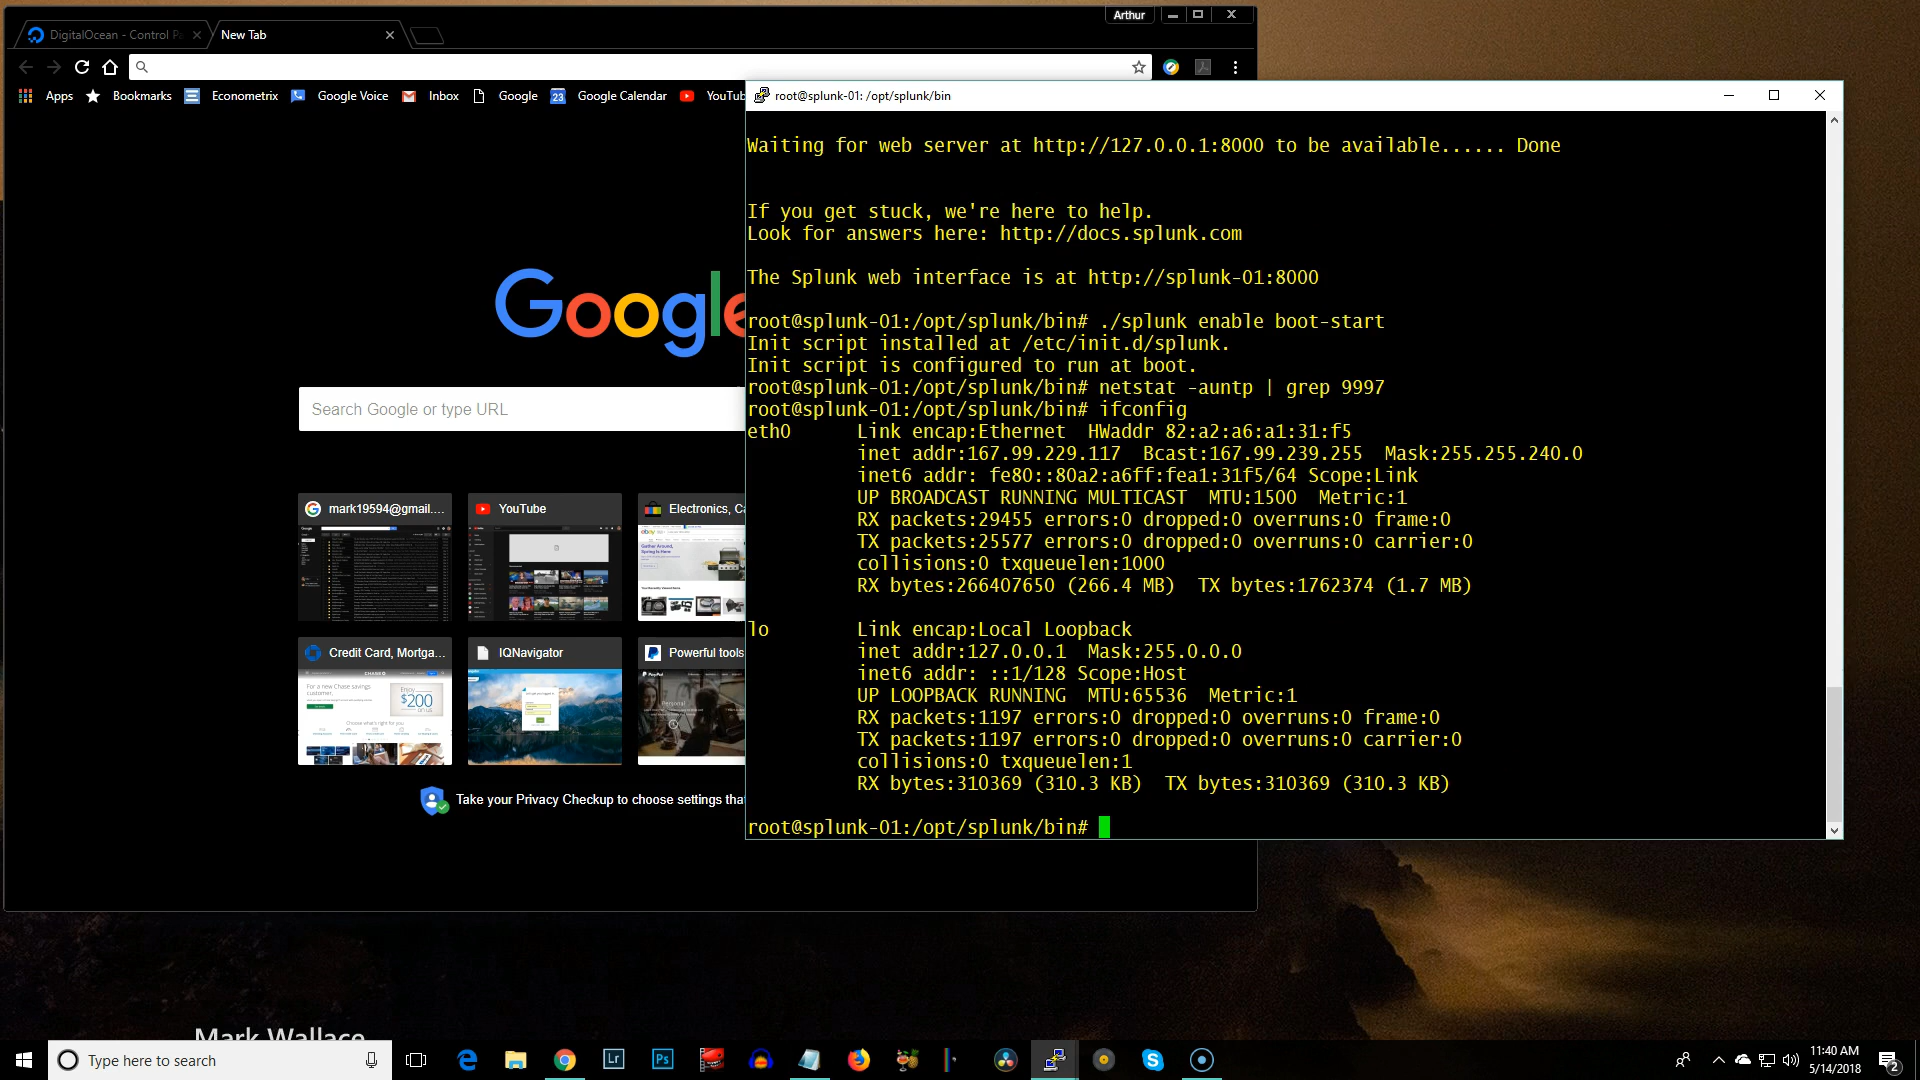 Arthur
DigitalOcean - Control Pa
New Tab
Apps
Bookmarks
Econometrix
Google Voice
Inbox
Google
23
Google Calendar
YouTub
root@splunk-01: /opt/splunk/bin
Waiting for web server at http://127.0.0.1:8000 to be available...... Done
If you get stuck, we're here to help.
Look for answers here: http://docs.splunk.com
The Splunk web interface is at http://splunk-01:8000
root@splunk-01:/opt/splunk/bin# ./splunk enable boot-start
Init script installed at /etc/init.d/splunk.
Init script is configured to run at boot.
root@splunk-01:/opt/splunk/bin# netstat -auntp | grep 9997
root@splunk-01:/opt/splunk/bin# ifconfig
eth0 Link encap:Ethernet HWaddr 82:a2:a6:a1:31:f5
inet addr:167.99.229.117 Bcast:167.99.239.255 Mask:255.255.240.0
inet6 addr: fe80::80a2:a6ff:fea1:31f5/64 Scope:Link
UP BROADCAST RUNNING MULTICAST MTU:1500 Metric:1
RX packets:29455 errors:0 dropped:0 overruns:0 frame:0
TX packets:25577 errors:0 dropped:0 overruns:0 carrier:0
collisions:0 txqueuelen:1000
RX bytes:266407650 (266.4 MB) TX bytes:1762374 (1.7 MB)
lo Link encap:Local Loopback
inet addr:127.0.0.1 Mask:255.0.0.0
inet6 addr: ::1/128 Scope:Host
UP LOOPBACK RUNNING MTU:65536 Metric:1
RX packets:1197 errors:0 dropped:0 overruns:0 frame:0
TX packets:1197 errors:0 dropped:0 overruns:0 carrier:0
collisions:0 txqueuelen:1
RX bytes:310369 (310.3 KB) TX bytes:310369 (310.3 KB)
root@splunk-01:/opt/splunk/bin#
Google
Search Google or type URL
mark19594@gmail....
YouTube
Electronics, Ca
Credit Card, Mortga...
IQNavigator
Powerful tools
Enjoy
$200
on us
Take your Privacy Checkup to choose settings that
Mark Wallace
Type here to search
Lr
Ps
11:40 AM
5/14/2018
2